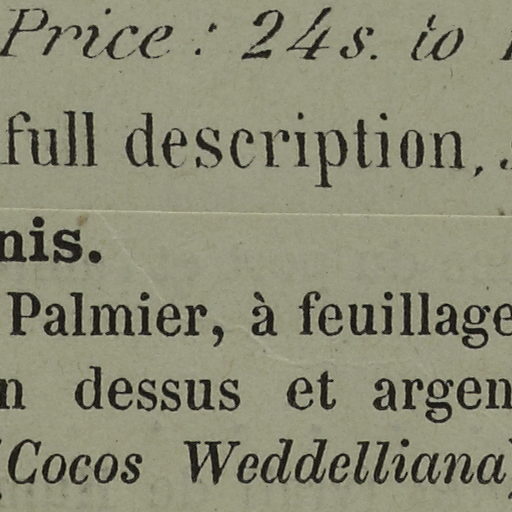 Price : 24s. to
full description,
nis.
Palmier, à feuillage
n dessus et argen
(Cocos Weddelliana)